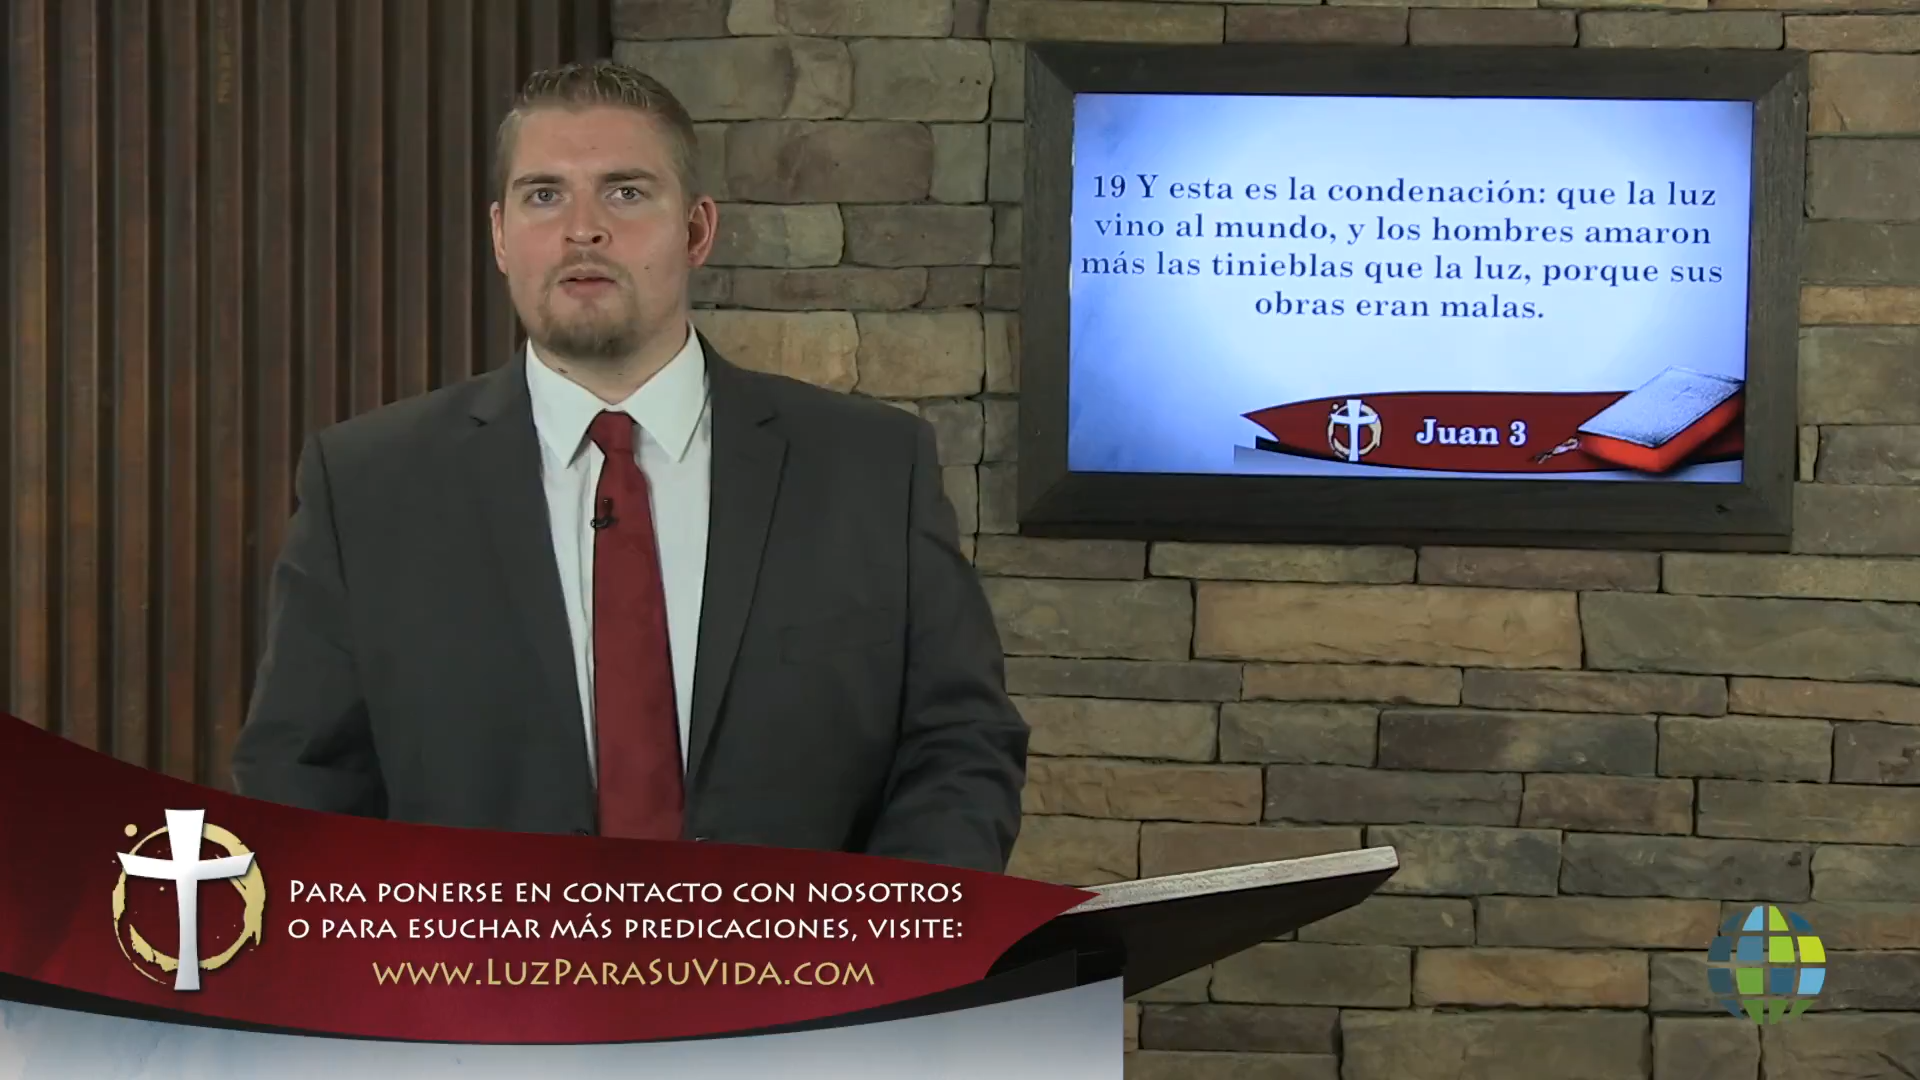 19 Y esta es la condenación: que la luz
vino al mundo, y los hombres amaron
más las tinieblas que la luz, porque sus
obras eran malas.
Juan 3
Para ponerse en contacto con nosotros
o para esuchar más predicaciones, visite:
www.LuzParaSuVida.com